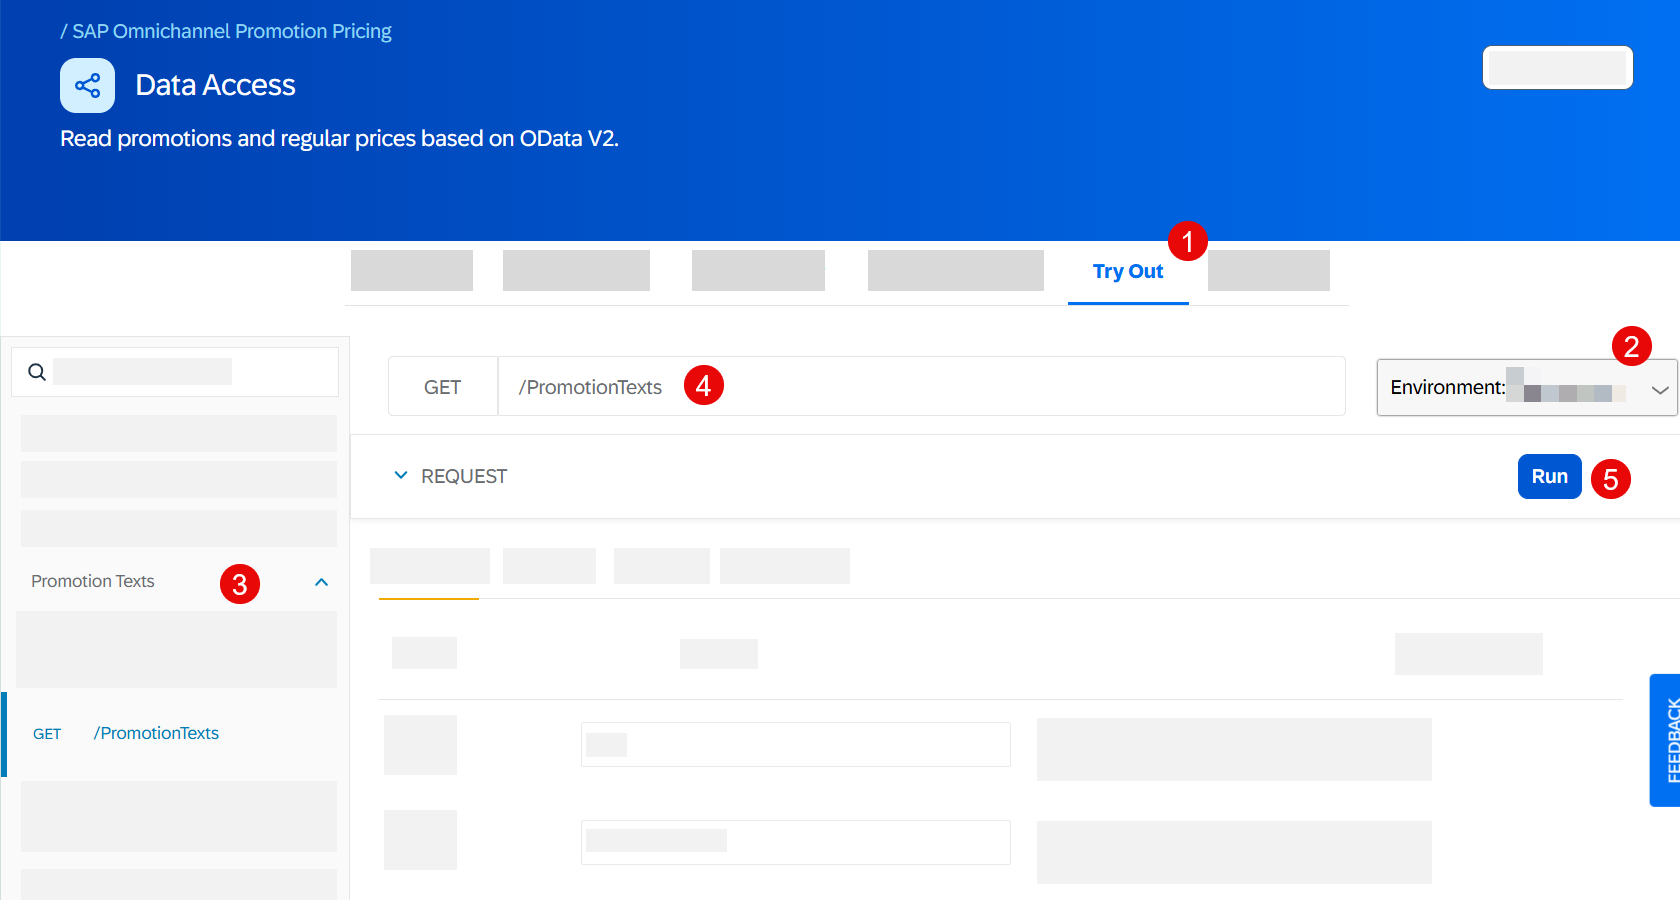 / SAP Omnichannel Promotion Pricing
Data Access
Read promotions and regular prices based on OData V2.
1
Try Out
2
GET
/PromotionTexts
4
Environment:
REQUEST
Run
5
Promotion Texts
3
GET
/PromotionTexts
FEEDBACK